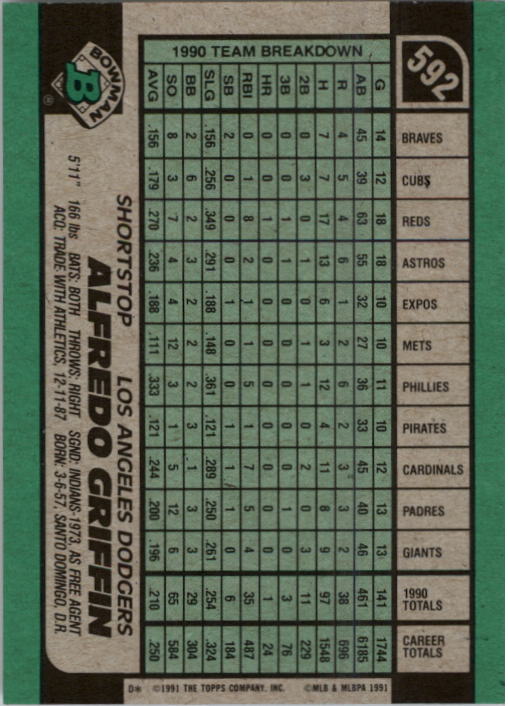 592
BOWMAN
B
®
1990 TEAM BREAKDOWN
G AB R H 2B 3B HR RBI SB SLG BB SO AVG
BRAVES 14 45 4 7 0 0 0 0 2 .156 2 8 .156
CUBS 12 39 5 7 3 0 0 1 0 .256 6 3 .179
REDS 18 63 4 17 0 1 1 8 0 .349 2 7 .270
ASTROS 18 55 6 13 1 1 0 2 0 .291 3 4 .236
EXPOS 10 32 1 6 0 0 0 1 1 .188 4 4 .188
METS 10 27 2 3 1 0 0 1 0 .148 2 12 .111
PHILLIES 11 36 6 12 1 0 0 5 0 .361 2 3 .333
PIRATES 10 33 2 4 0 0 0 1 1 .121 3 1 .121
CARDINALS 12 45 3 11 2 0 0 7 1 .289 1 5 .244
PADRES 13 40 3 8 0 1 0 5 1 .250 3 12 .200
GIANTS 13 46 2 9 3 0 0 4 0 .261 3 6 .196
1990 TOTALS 141 461 38 97 11 3 1 35 6 .254 29 65 .210
CAREER TOTALS 1744 6185 696 1548 229 76 24 487 184 .324 304 584 .250
SHORTSTOP LOS ANGELES DODGERS
ALFREDO GRIFFIN
5'11" 166 lbs BATS: BOTH THROWS: RIGHT SGND: INDIANS-1973, AS FREE AGENT
ACQ: TRADE WITH ATHLETICS, 12-11-87 BORN: 3-6-57, SANTO DOMINGO, D.R.
D* ©1991 THE TOPPS COMPANY, INC. ©MLB & MLBPA 1991